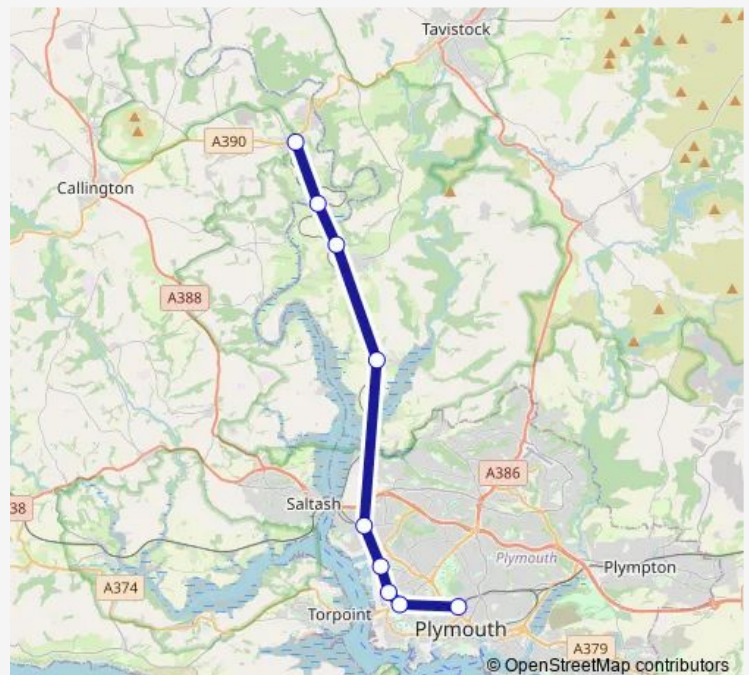 Tavistock
A390
Callington
A388
A386
Saltash
38
Plymouth
Plympton
A374
Torpoint
Plymouth
A379
© OpenStreetMap contributors